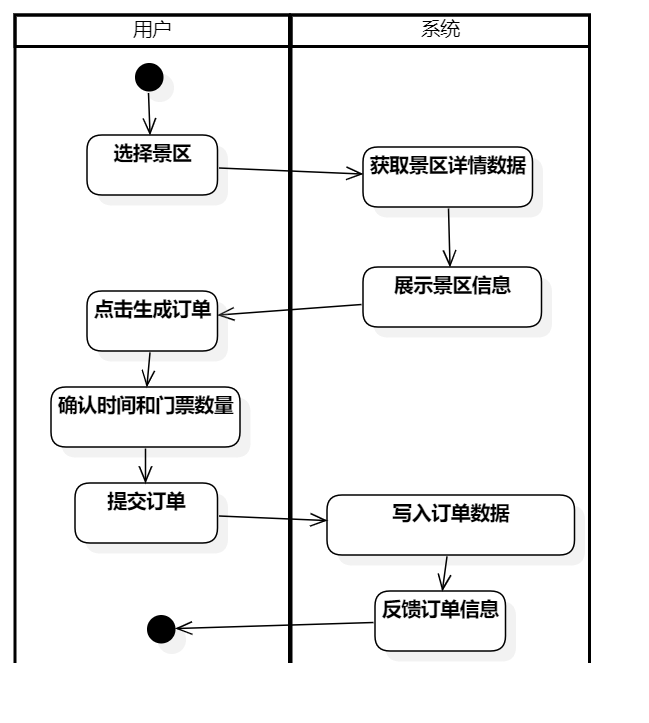 用户
系统
选择景区
获取景区详情数据
展示景区信息
点击生成订单
确认时间和门票数量
提交订单
写入订单数据
反馈订单信息